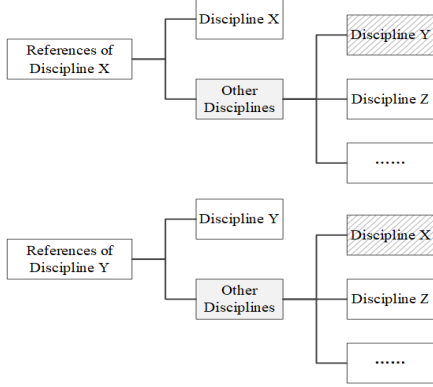 References of
Discipline X
Discipline X
Other
Disciplines
Discipline Y
Discipline Z
......
References of
Discipline Y
Discipline Y
Other
Disciplines
Discipline X
Discipline Z
......